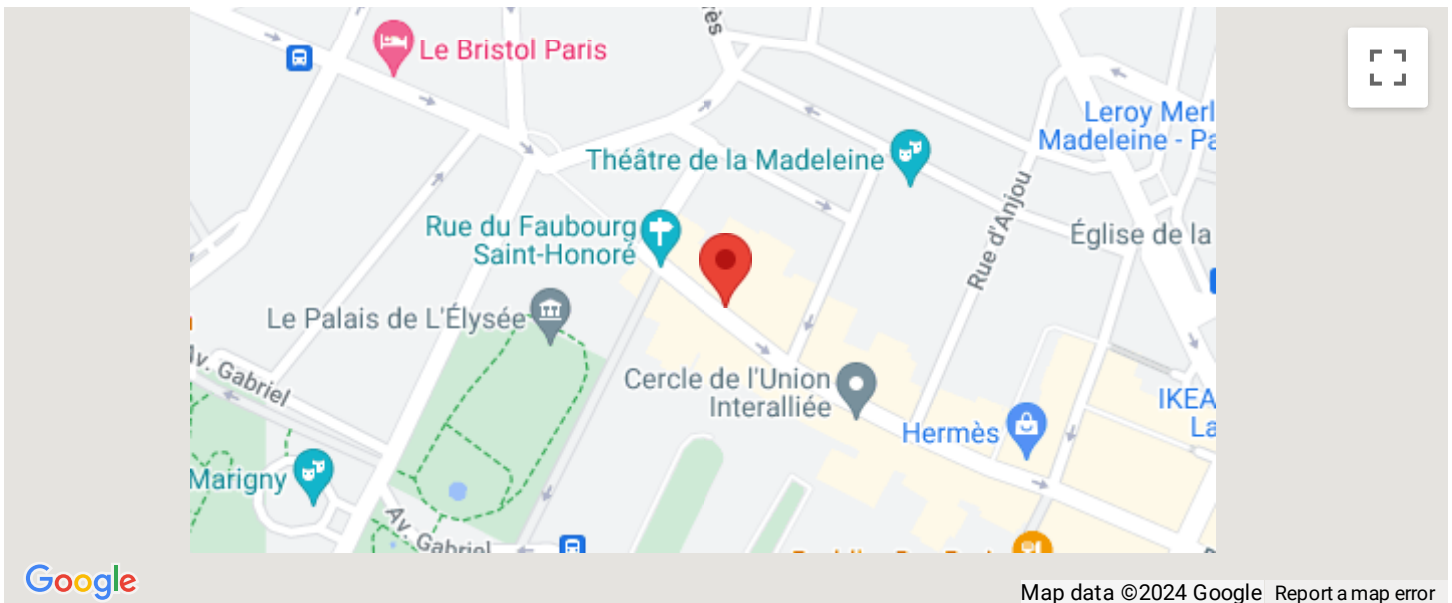 ès
Le Bristol Paris
Leroy Merl
Madeleine - Pa
Théâtre de la Madeleine
Rue d'Anjou
Rue du Faubourg
Saint-Honoré
Église de la
Le Palais de L'Élysée
Av. Gabriel
Cercle de l'Union
Interalliée
IKEA
La
Hermès
Marigny
Av. Gabriel
Google
Map data ©2024 Google
Report a map error